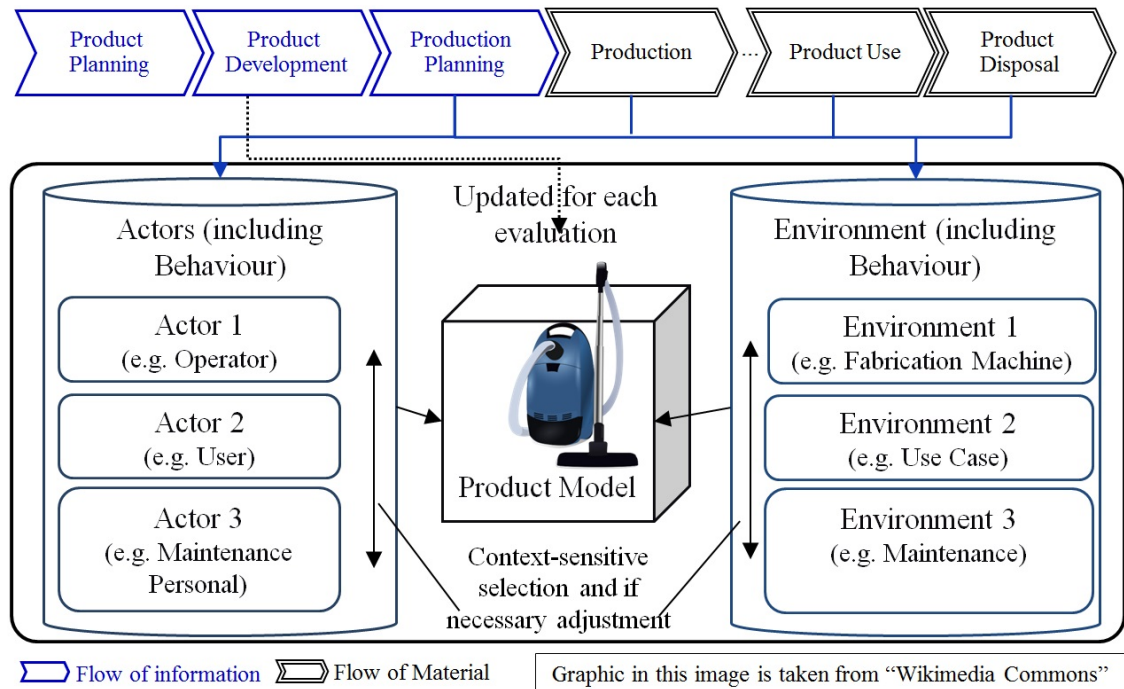 Product
Planning
Product
Development
Production
Planning
Production
...
Product Use
Product
Disposal
Actors (including
Behaviour)
Actor 1
(e.g. Operator)
Actor 2
(e.g. User)
Actor 3
(e.g. Maintenance
Personal)
Updated for each
evaluation
Product Model
Context-sensitive
selection and if
necessary adjustment
Environment (including
Behaviour)
Environment 1
(e.g. Fabrication Machine)
Environment 2
(e.g. Use Case)
Environment 3
(e.g. Maintenance)
Flow of information
Flow of Material
Graphic in this image is taken from “Wikimedia Commons”